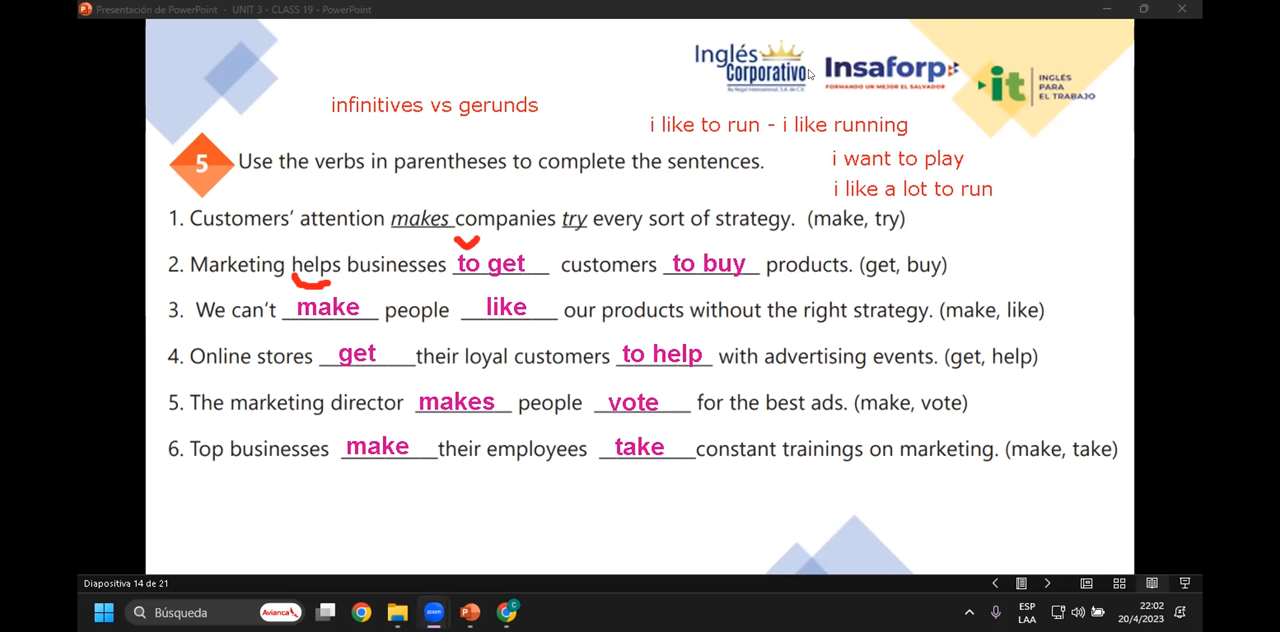 Presentación de PowerPoint - UNIT 3 - CLASS 19 - PowerPoint
Inglés
Corporativo
Insaforp
FORMANDO UN MEJOR EL SALVADOR
it
INGLÉS
PARA
EL TRABAJO
infinitives vs gerunds
i like to run - i like running
5 Use the verbs in parentheses to complete the sentences.
i want to play
i like a lot to run
1. Customers' attention makes companies try every sort of strategy. (make, try)
2. Marketing helps businesses to get customers to buy products. (get, buy)
3. We can't make people like our products without the right strategy. (make, like)
4. Online stores get their loyal customers to help with advertising events. (get, help)
5. The marketing director makes people vote for the best ads. (make, vote)
6. Top businesses make their employees take constant trainings on marketing. (make, take)
Diapositiva 14 de 21
Búsqueda
Avianca
zoom
C
ESP
LAA
22:02
20/4/2023